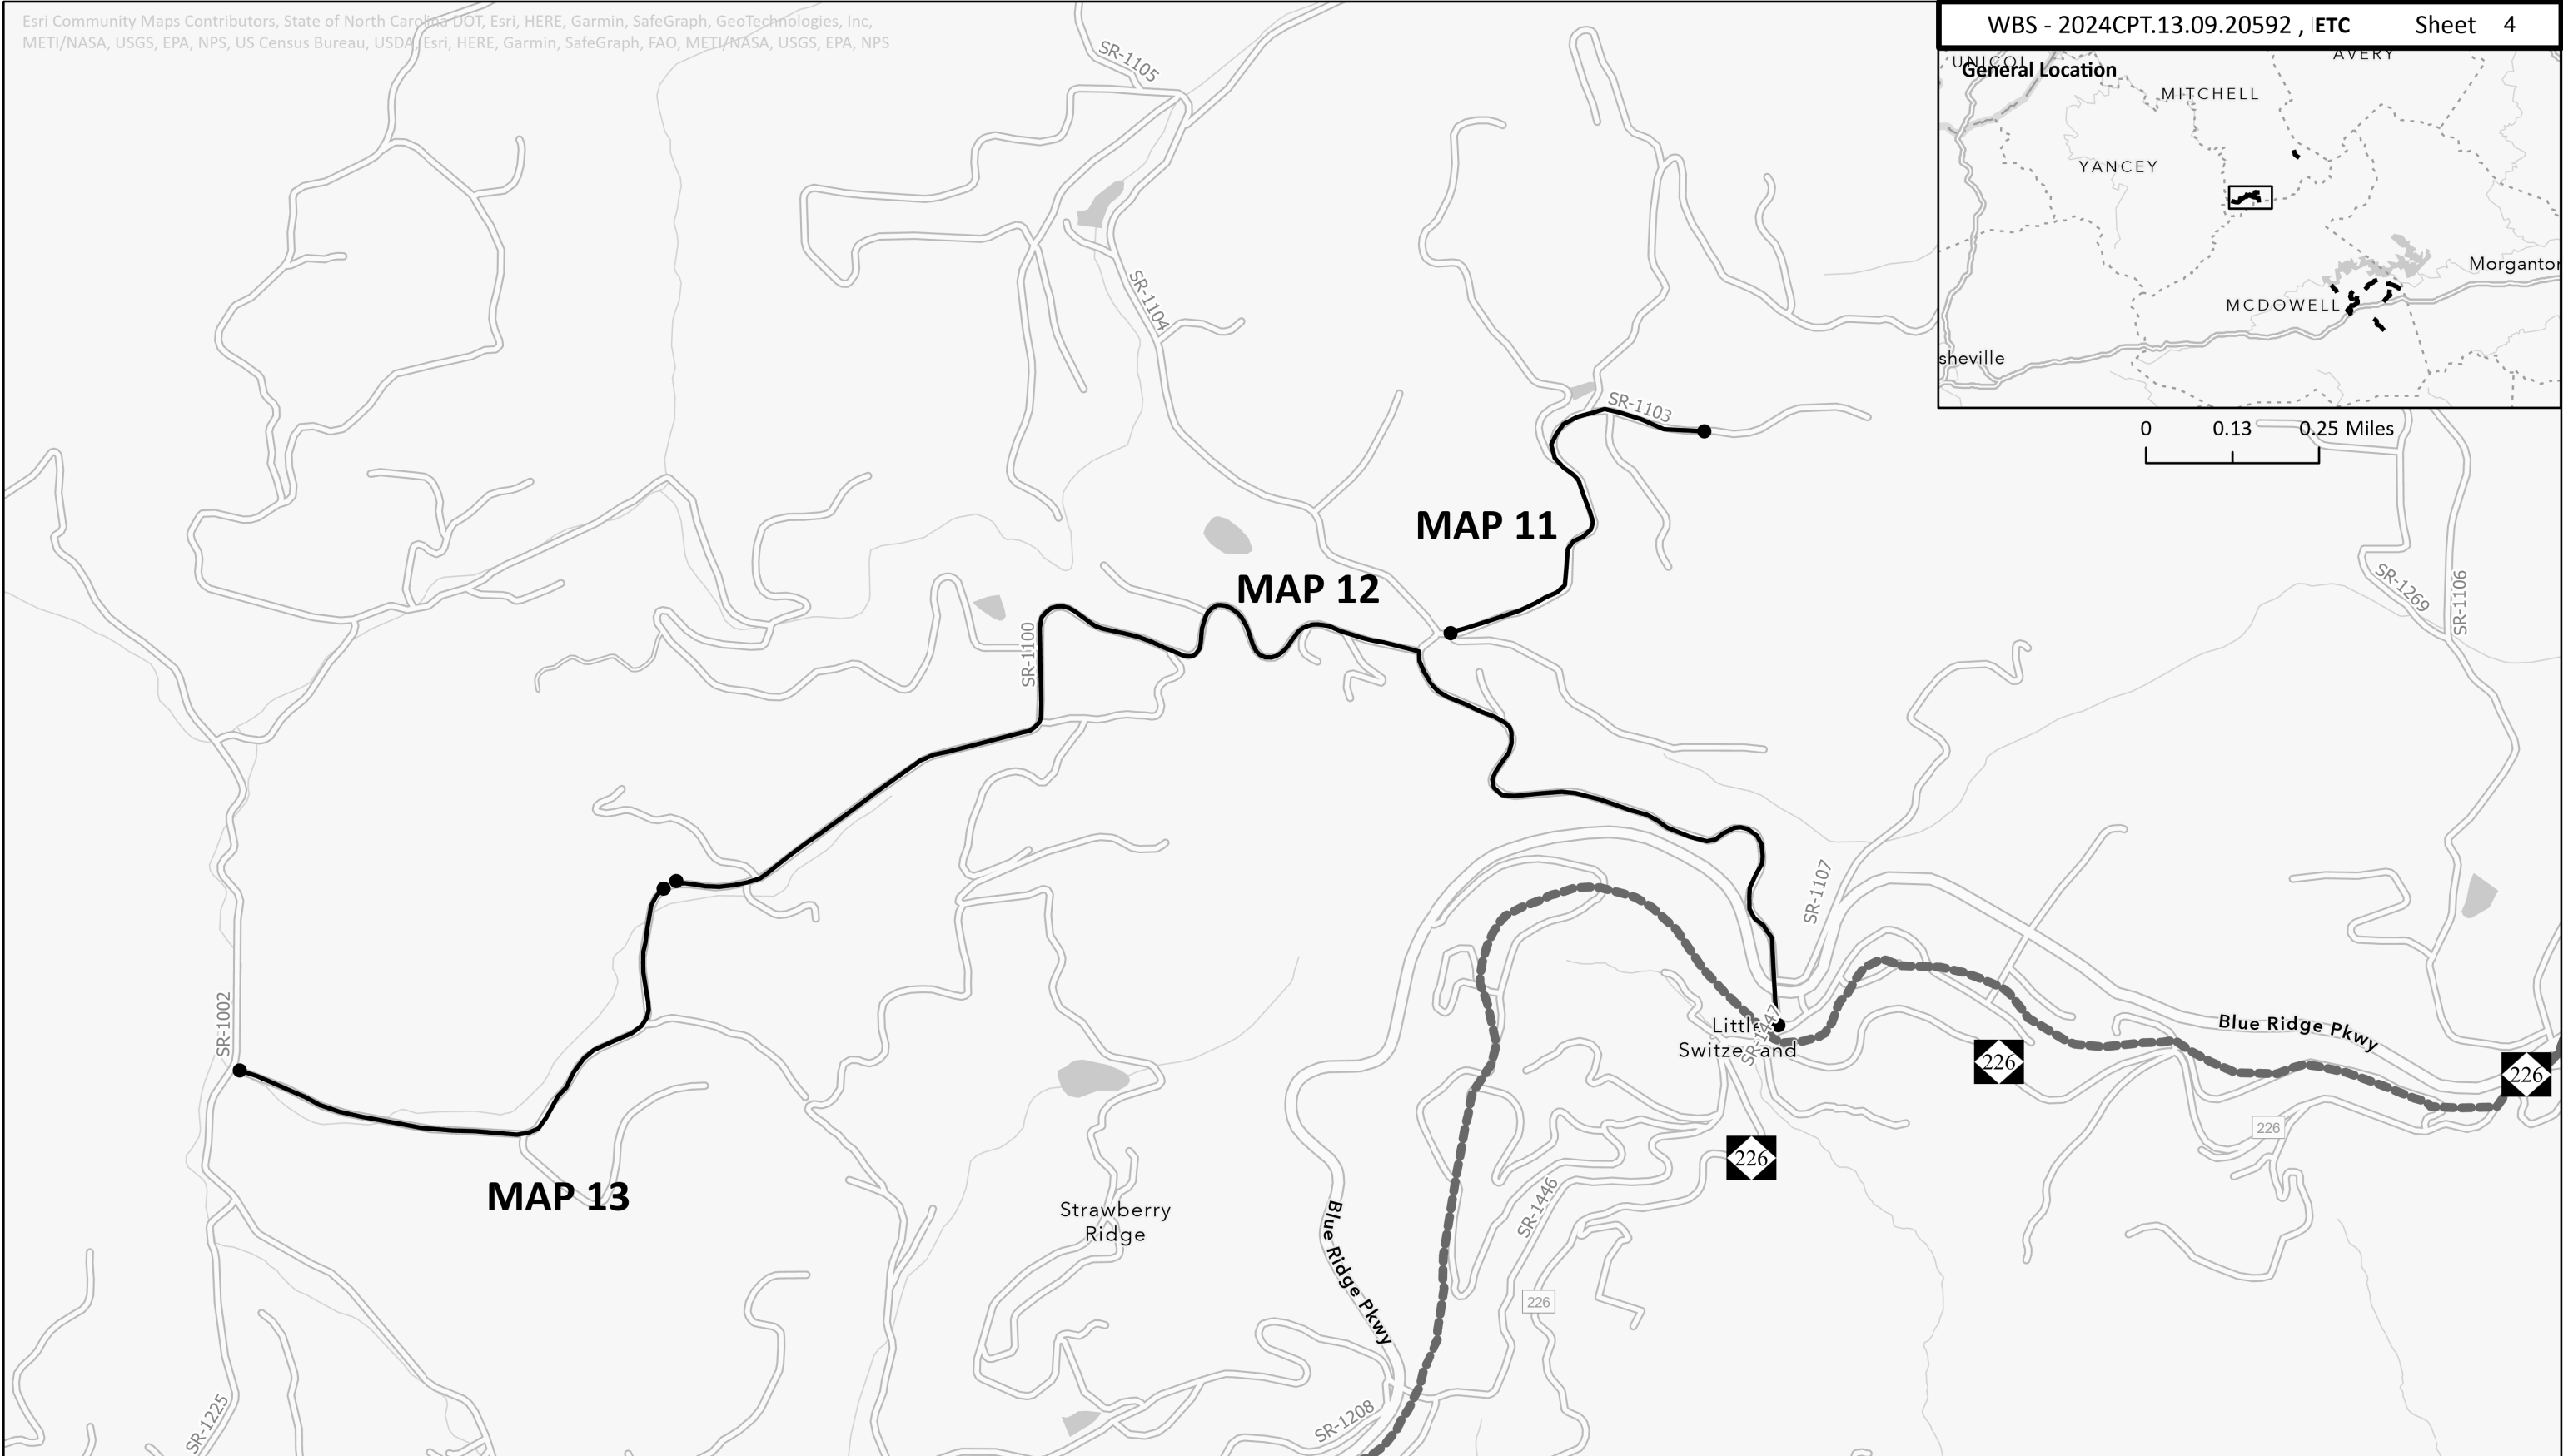 Esri Community Maps Contributors, State of North Carolina DOT, Esri, HERE, Garmin, SafeGraph, GeoTechnologies, Inc,
METI/NASA, USGS, EPA, NPS, US Census Bureau, USDA, Esri, HERE, Garmin, SafeGraph, FAO, METI/NASA, USGS, EPA, NPS
WBS - 2024CPT.13.09.20592 , ETC Sheet 4
General Location
UNICOI
AVERY
MITCHELL
YANCEY
Morganton
MCDOWELL
sheville
0 0.13 0.25 Miles
SR-1105
SR-1104
SR-1103
MAP 11
MAP 12
SR-1100
SR-1269
SR-1106
SR-1107
SR-1002
Little
Switzerland
SR-1447
Blue Ridge Pkwy
226
226
226
226
MAP 13
Strawberry
Ridge
SR-1446
Blue Ridge Pkwy
226
SR-1225
SR-1208